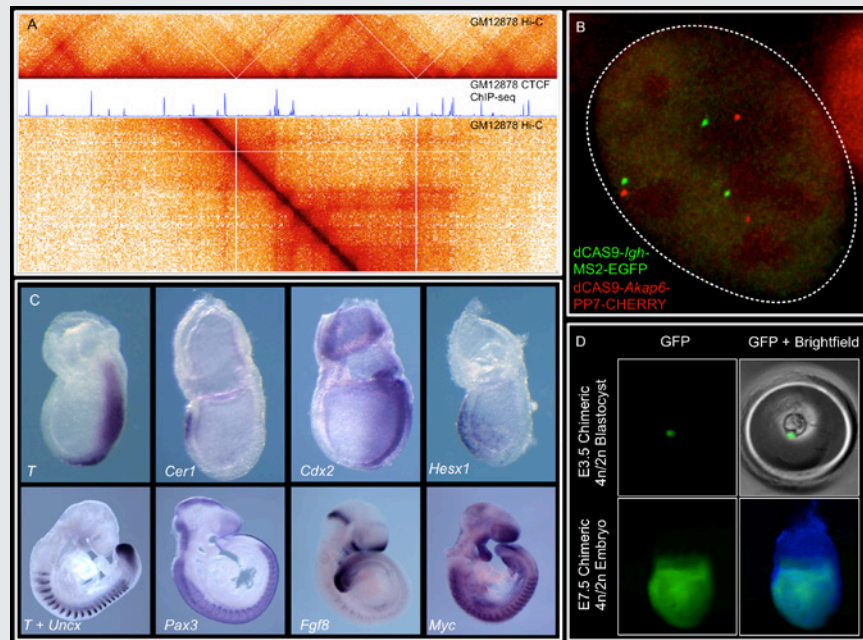 A
GM12878 Hi-C
GM12878 CTCF
ChIP-seq
GM12878 Hi-C
B
dCAS9-Igh-
MS2-EGFP
dCAS9-Akap6-
PP7-CHERRY
C
T
Cer1
Cdx2
Hesx1
T + Uncx
Pax3
Fgf8
Myc
D
GFP
GFP + Brightfield
E3.5 Chimeric
4n/2n Blastocyst
E7.5 Chimeric
4n/2n Embryo